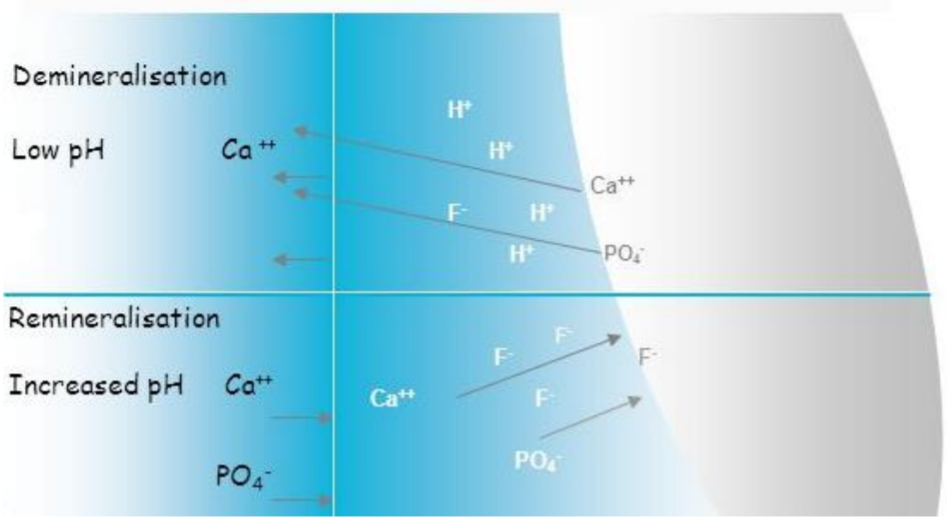 Demineralisation
H⁺
Low pH Ca⁺⁺ H⁺
Ca⁺⁺
F⁻ H⁺
H⁺ PO₄⁻
Remineralisation
F⁻
F⁻ F⁻
Increased pH Ca⁺⁺ Ca⁺⁺ F⁻
PO₄⁻
PO₄⁻